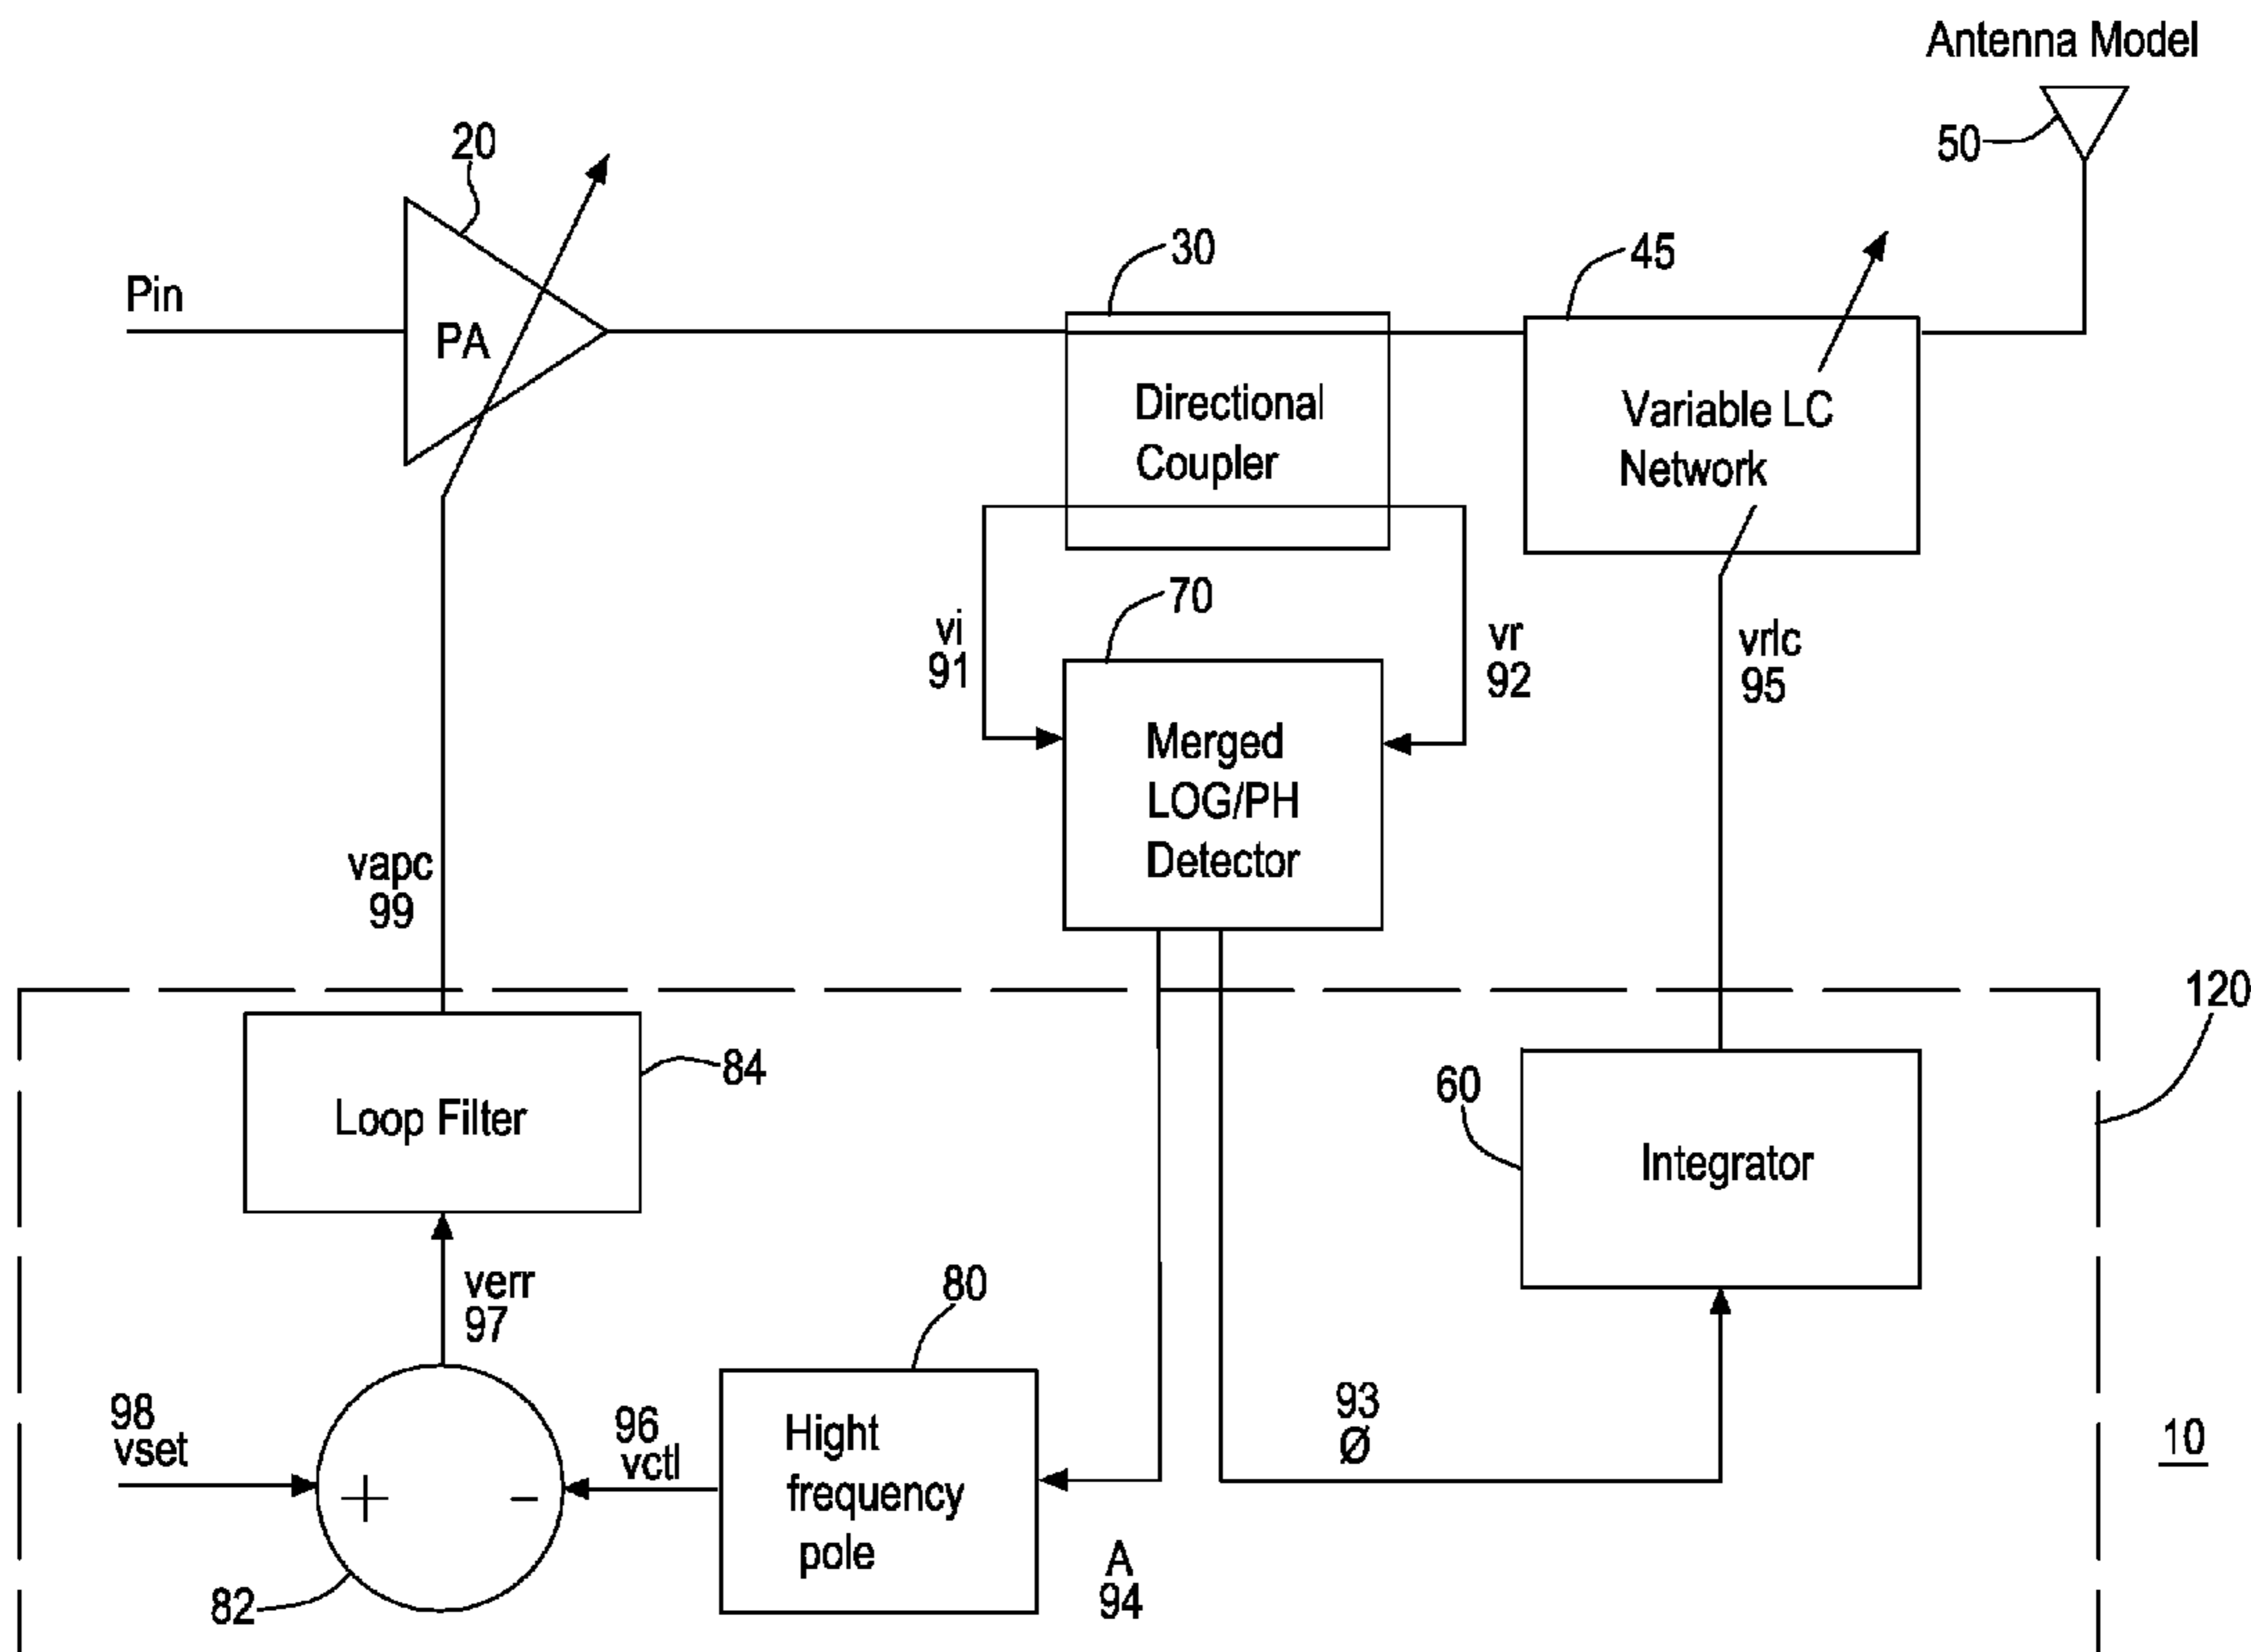 Antenna Model
20
50
30
45
Pin
PA
Directional
Coupler
Variable LC
Network
70
vi
91
vr
92
vrlc
95
Merged
LOG/PH
Detector
vapc
99
120
84
60
Loop Filter
Integrator
verr
97
80
98
vset
96
vctl
93
Ø
10
Hight
frequency
pole
+
-
A
94
82